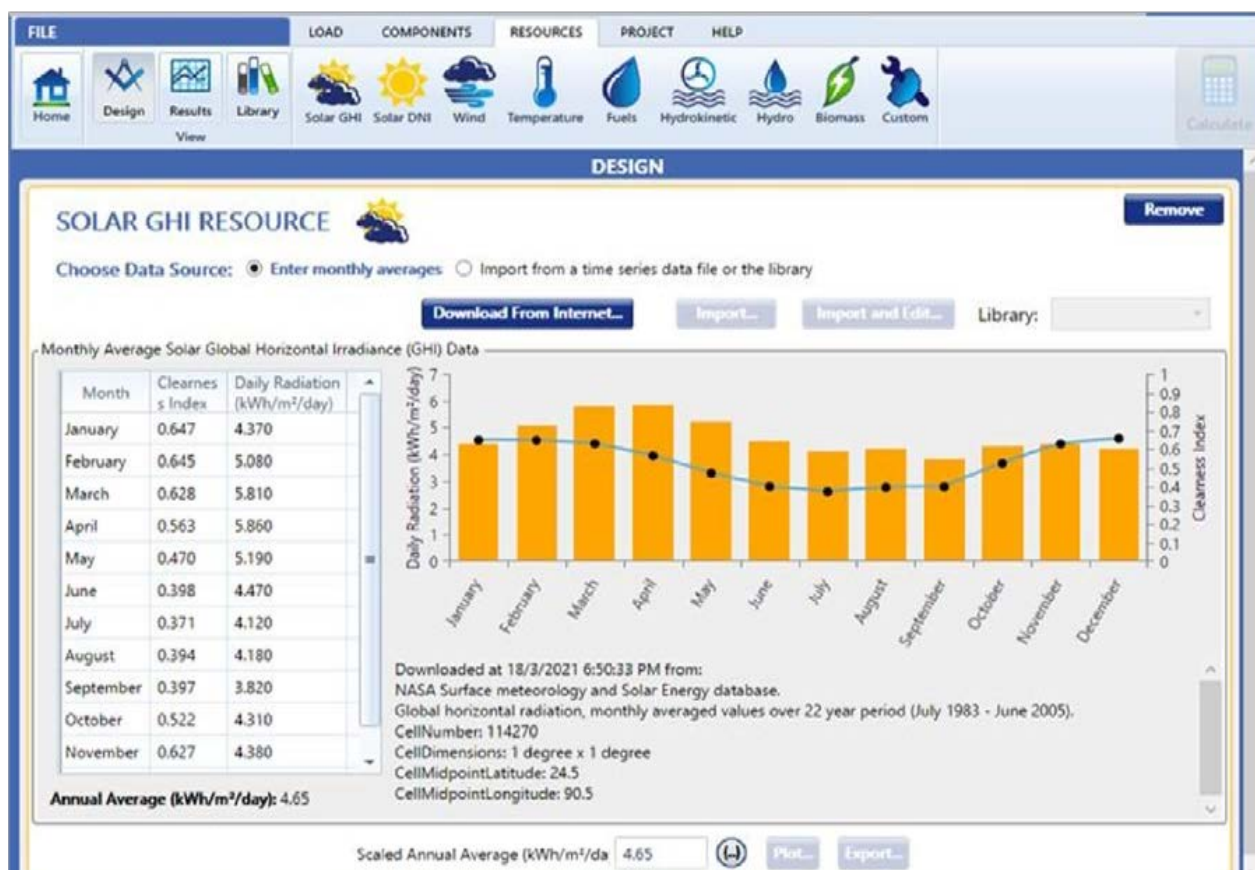 FILE LOAD COMPONENTS RESOURCES PROJECT HELP
Home Design Results Library Solar GHI Solar DNI Wind Temperature Fuels Hydrokinetic Hydro Biomass Custom Calculate
View
DESIGN
SOLAR GHI RESOURCE
Remove
Choose Data Source: Enter monthly averages Import from a time series data file or the library
Download From Internet... Import... Import and Edit... Library:
Monthly Average Solar Global Horizontal Irradiance (GHI) Data
Month Clearnes s Index Daily Radiation (kWh/m²/day)
January 0.647 4.370
February 0.645 5.080
March 0.628 5.810
April 0.563 5.860
May 0.470 5.190
June 0.398 4.470
July 0.371 4.120
August 0.394 4.180
September 0.397 3.820
October 0.522 4.310
November 0.627 4.380
Annual Average (kWh/m²/day): 4.65
Daily Radiation (kWh/m²/day)
7
6
5
4
3
2
1
0
1
0.9
0.8
0.7
0.6
0.5
0.4
0.3
0.2
0.1
0
Clearness Index
January February March April May June July August September October November December
Downloaded at 18/3/2021 6:50:33 PM from:
NASA Surface meteorology and Solar Energy database.
Global horizontal radiation, monthly averaged values over 22 year period (July 1983 - June 2005).
CellNumber: 114270
CellDimensions: 1 degree x 1 degree
CellMidpointLatitude: 24.5
CellMidpointLongitude: 90.5
Scaled Annual Average (kWh/m²/da 4.65 (..) Plot... Export...